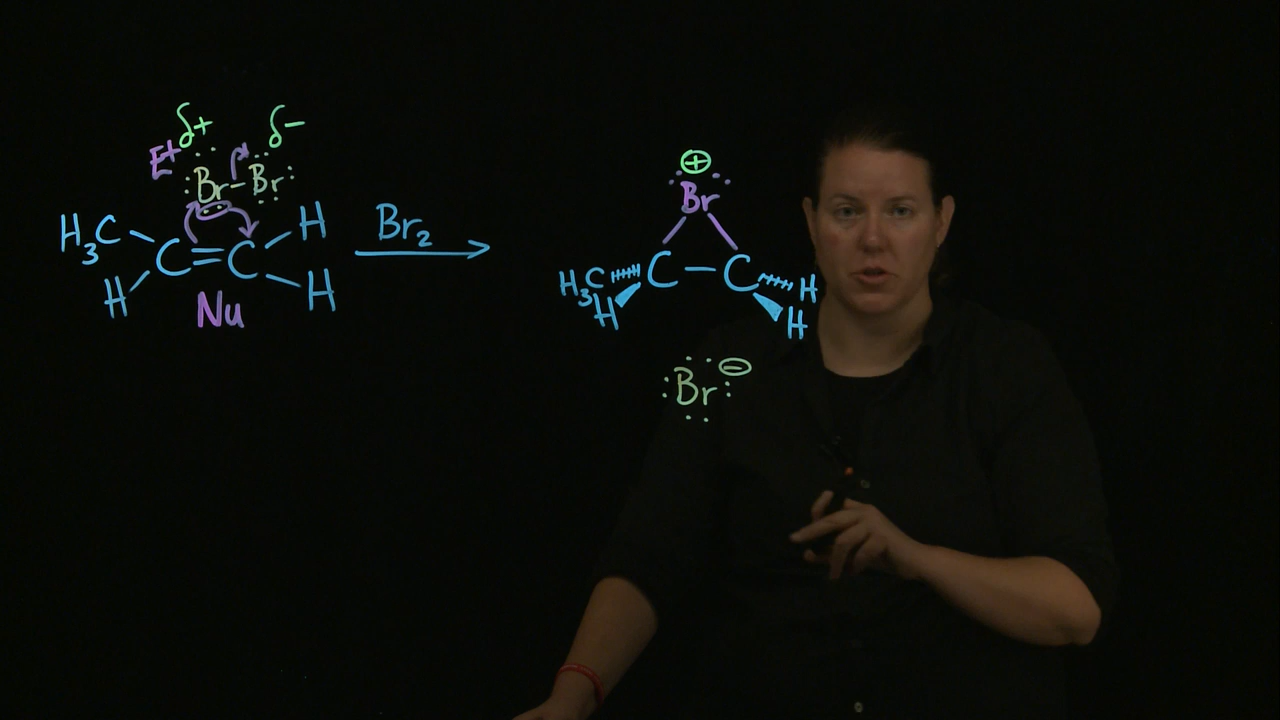 δ+ δ-
E+ :Br-Br:
H3C H
C=C
H H
Nu
Br2
⊕
Br
C-C
H3C H
H H
:Br:⊖